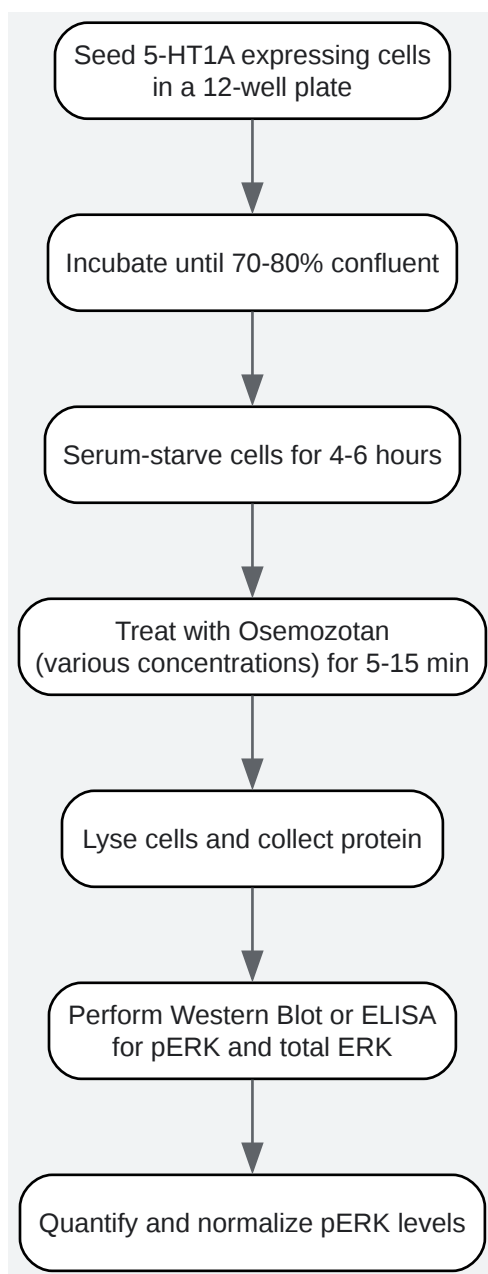 Seed 5-HT1A expressing cells
in a 12-well plate
Incubate until 70-80% confluent
Serum-starve cells for 4-6 hours
Treat with Osemozotan
(various concentrations) for 5-15 min
Lyse cells and collect protein
Perform Western Blot or ELISA
for pERK and total ERK
Quantify and normalize pERK levels